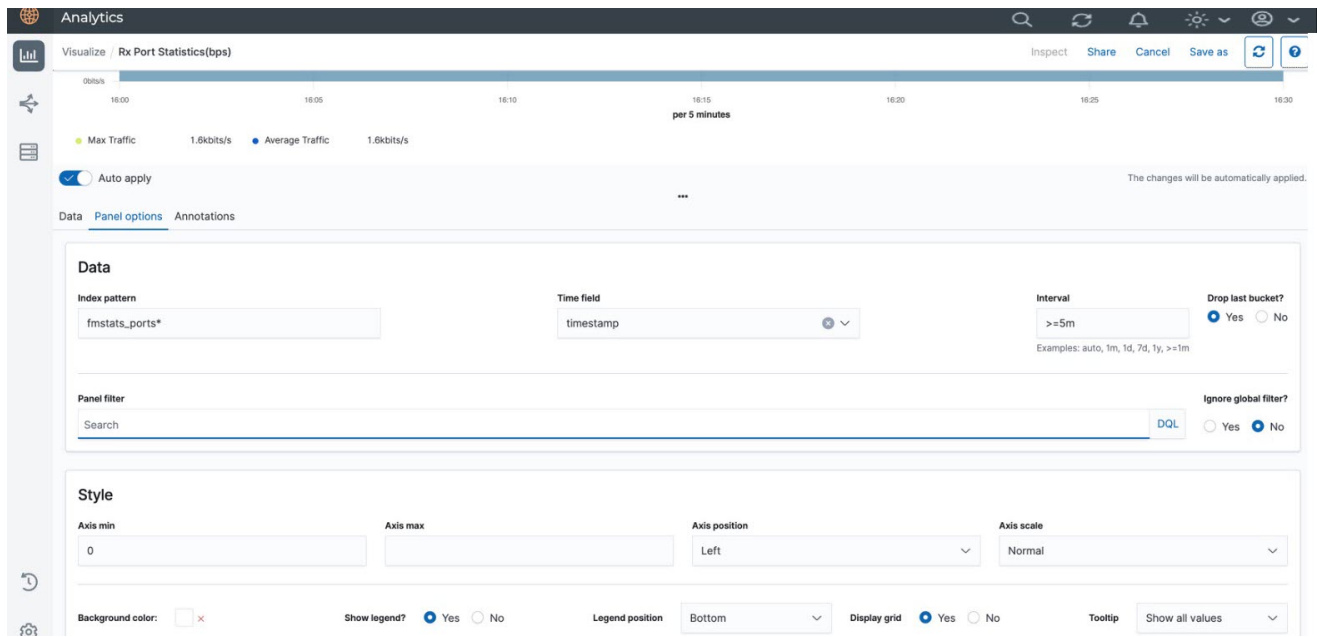 Analytics
Visualize / Rx Port Statistics(bps)
Inspect Share Cancel Save as
0bits/s
16:00 16:05 16:10 16:15 16:20 16:25 16:30
per 5 minutes
Max Traffic 1.6kbits/s Average Traffic 1.6kbits/s
Auto apply The changes will be automatically applied.
Data Panel options Annotations
Data
Index pattern Time field Interval Drop last bucket?
fmstats_ports* timestamp >=5m Yes No
Examples: auto, 1m, 1d, 7d, 1y, >=1m
Panel filter Ignore global filter?
Search DQL Yes No
Style
Axis min Axis max Axis position Axis scale
0 Left Normal
Background color: Show legend? Yes No Legend position Bottom Display grid Yes No Tooltip Show all values